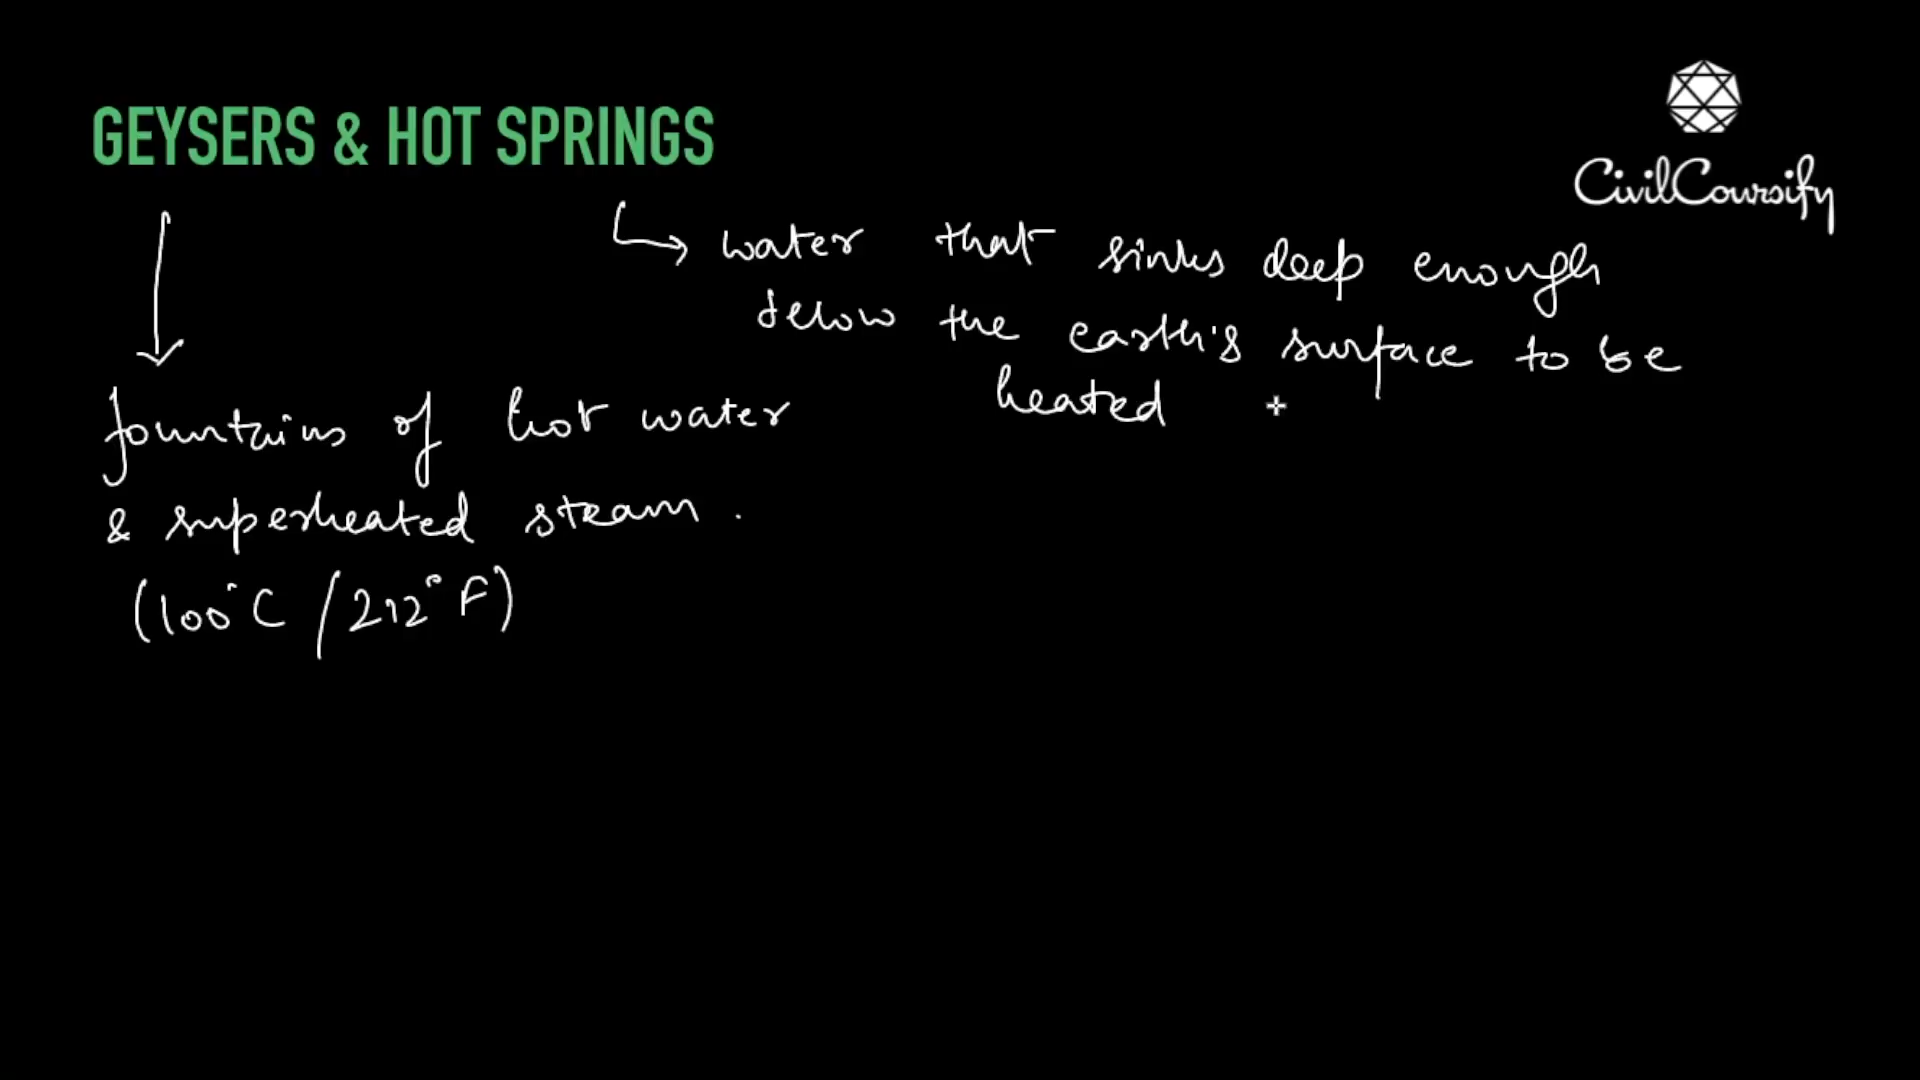 GEYSERS & HOT SPRINGS
CivilCoursify
water that sinks deep enough
below the earth's surface to be
heated
fountains of hot water
& superheated steam.
(100°C / 212°F)